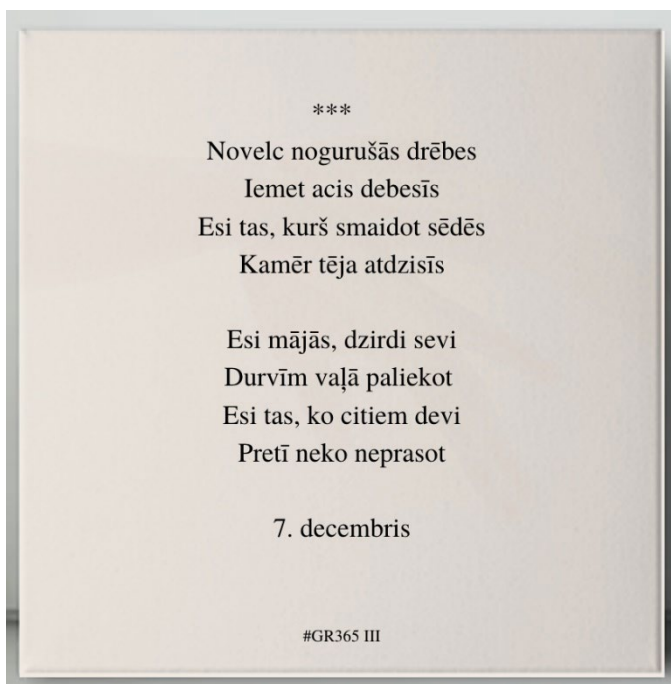 ***
Novelc nogurušās drēbes
Iemet acis debesīs
Esi tas, kurš smaidot sēdēs
Kamēr tēja atdzisīs
Esi mājās, dzirdi sevi
Durvīm vaļā paliekot
Esi tas, ko citiem devi
Pretī neko neprasot
7. decembris
#GR365 III